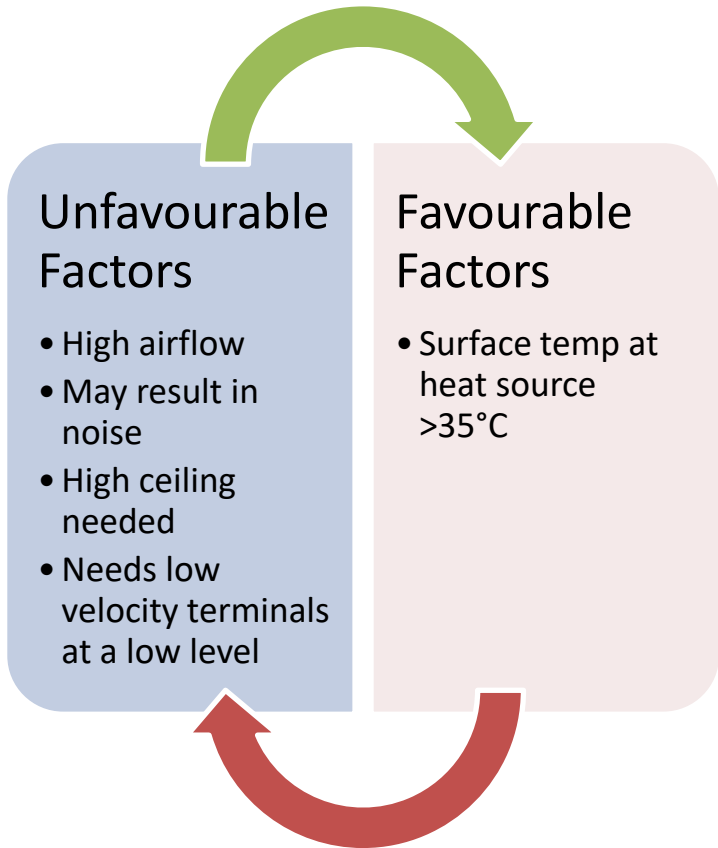 Unfavourable
Factors
• High airflow
• May result in
noise
• High ceiling
needed
• Needs low
velocity terminals
at a low level
Favourable
Factors
• Surface temp at
heat source
>35°C